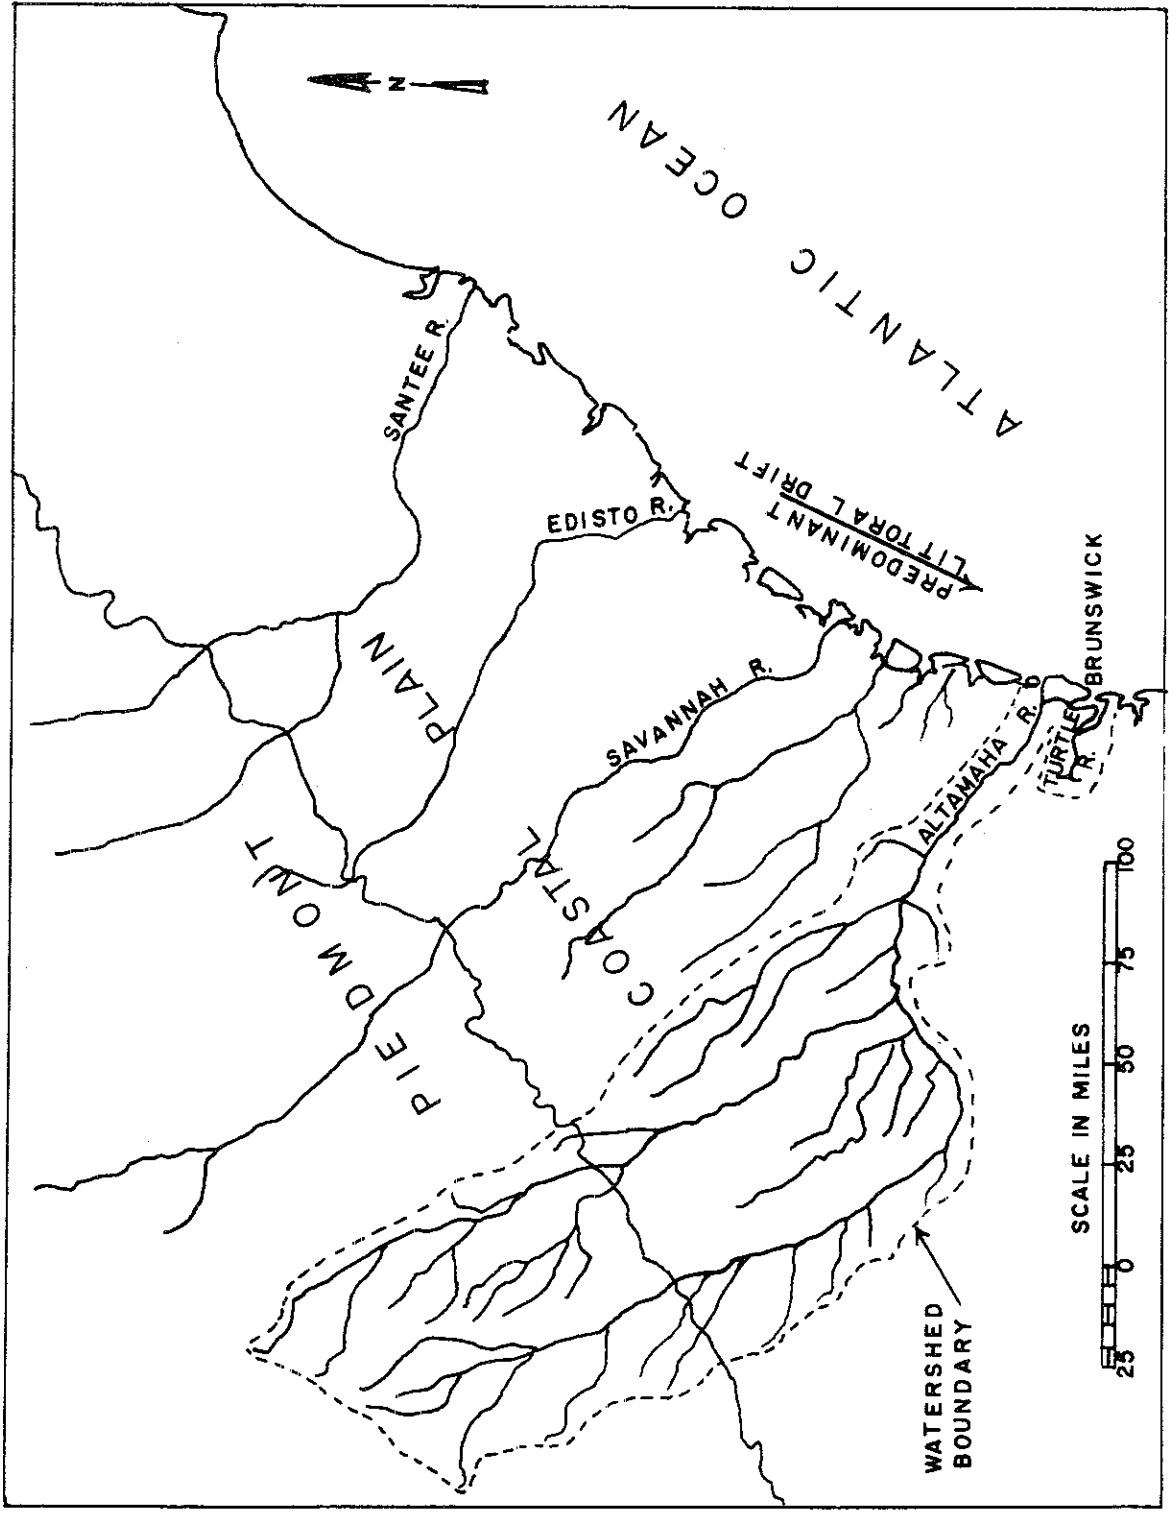 N
ATLANTIC OCEAN
SANTEE R.
EDISTO R.
PREDOMINANT
LITTORAL DRIFT
PLAIN
PIEDMONT
SAVANNAH R.
COASTAL
ALTAMAHA R.
TURTLE
R.
BRUNSWICK
WATERSHED
BOUNDARY
SCALE IN MILES
25 0 25 50 75 100